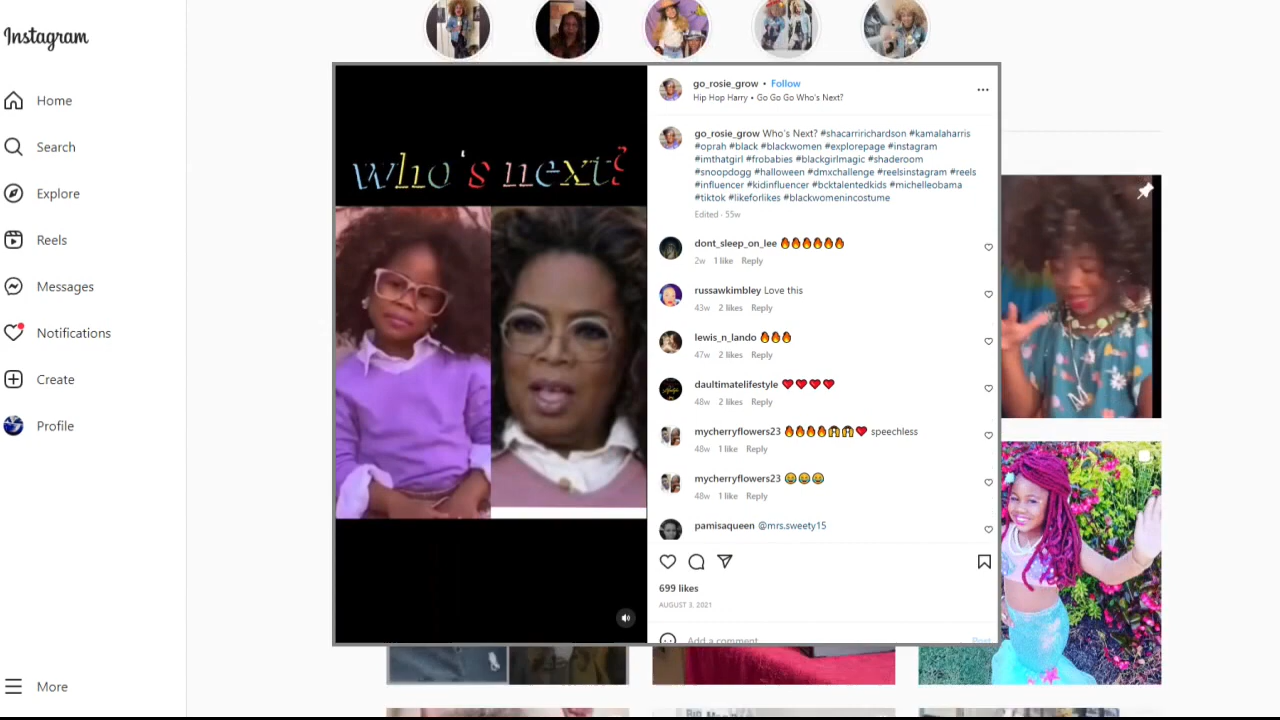 Instagram
Home
Search
Explore
Reels
Messages
Notifications
Create
Profile
More
who's next?
go_rosie_grow • Follow
Hip Hop Harry • Go Go Go Who's Next?
go_rosie_grow Who's Next? #shacarririchardson #kamalaharris
#oprah #black #blackwomen #explorepage #instagram
#imthatgirl #frobabies #blackgirlmagic #shaderoom
#snoopdogg #halloween #dmxchallenge #reelsinstagram #reels
#influencer #kidinfluencer #bcktalentedkids #michelleobama
#tiktok #likeforlikes #blackwomenincostume
Edited · 55w
dont_sleep_on_lee 🔥🔥🔥🔥🔥🔥
2w 1 like Reply
russawkimbley Love this
43w 2 likes Reply
lewis_n_lando 🔥🔥🔥
47w 2 likes Reply
daultimatelifestyle ❤️❤️❤️❤️
48w 2 likes Reply
mycherryflowers23 🔥🔥🔥🔥🙌🙌❤️ speechless
48w 1 like Reply
mycherryflowers23 😂😂😂
48w 1 like Reply
pamisaqueen @mrs.sweety15
699 likes
AUGUST 3, 2021
Add a comment
Post